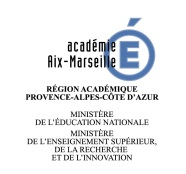 académie
Aix-Marseille
É
RÉGION ACADÉMIQUE
PROVENCE-ALPES-CÔTE D'AZUR
MINISTÈRE
DE L'ÉDUCATION NATIONALE
MINISTÈRE
DE L'ENSEIGNEMENT SUPÉRIEUR,
DE LA RECHERCHE
ET DE L'INNOVATION